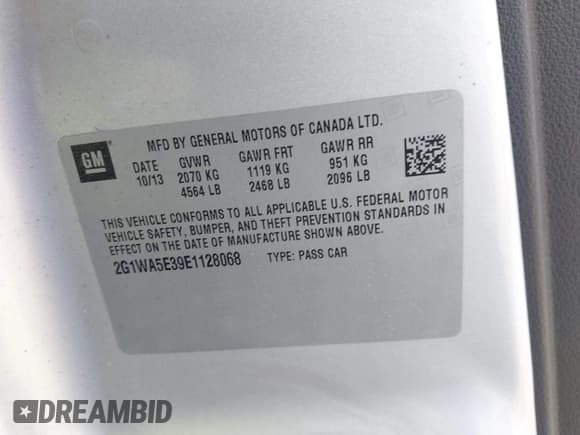 MFD BY GENERAL MOTORS OF CANADA LTD.
GM
DATE GVWR GAWR FRT GAWR RR
10/13 2070 KG 1119 KG 951 KG
4564 LB 2468 LB 2096 LB
THIS VEHICLE CONFORMS TO ALL APPLICABLE U.S. FEDERAL MOTOR
VEHICLE SAFETY, BUMPER, AND THEFT PREVENTION STANDARDS IN
EFFECT ON THE DATE OF MANUFACTURE SHOWN ABOVE.
2G1WA5E39E1128068 TYPE: PASS CAR
DREAMBID